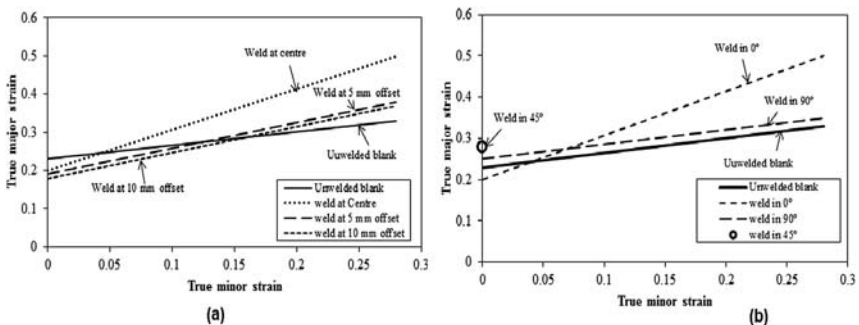 0.6
0.5
0.4
0.3
0.2
0.1
0
0
0.05
0.1
0.15
0.2
0.25
0.3
True major strain
True minor strain
Weld at centre
Weld at 5 mm offset
Uuwelded blank
Weld at 10 mm offset
Unwelded blank
weld at Centre
weld at 5 mm offset
weld at 10 mm offset
(a)
0.6
0.5
0.4
0.3
0.2
0.1
0
0
0.05
0.1
0.15
0.2
0.25
0.3
True major strain
True minor strain
Weld in 0°
Weld in 45°
Weld in 90°
Uuwelded blank
Unwelded blank
weld in 0°
weld in 90°
weld in 45°
(b)